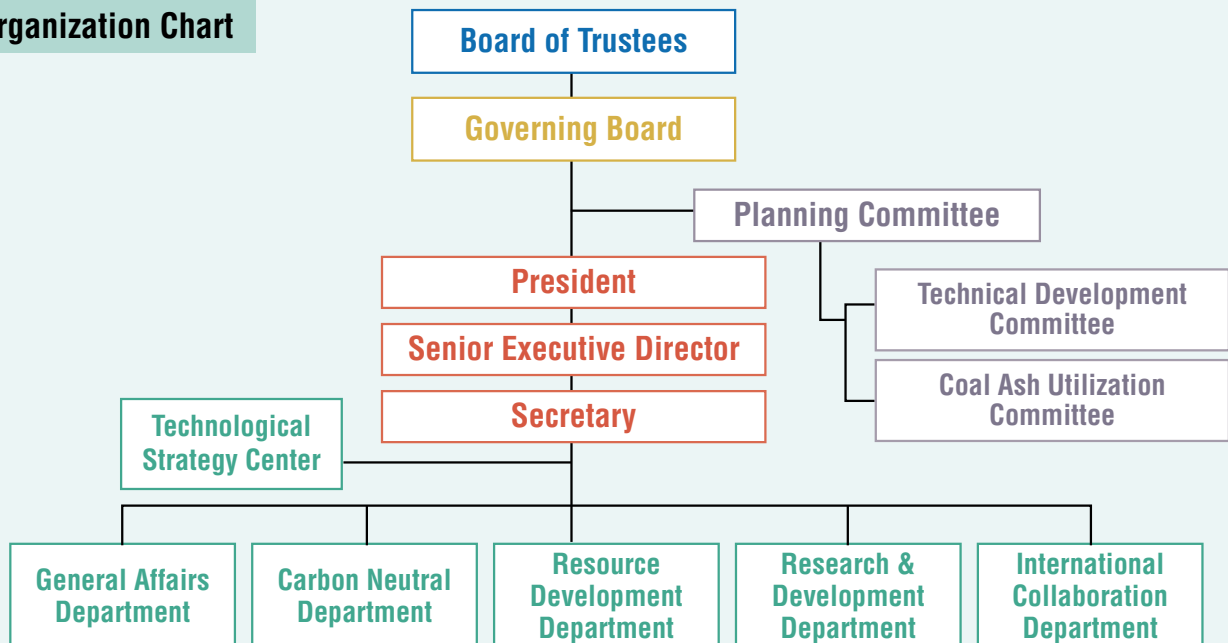 rganization Chart
Board of Trustees
Governing Board
Planning Committee
President
Technical Development
Committee
Senior Executive Director
Coal Ash Utilization
Committee
Secretary
Technological
Strategy Center
General Affairs
Department
Carbon Neutral
Department
Resource
Development
Department
Research &
Development
Department
International
Collaboration
Department